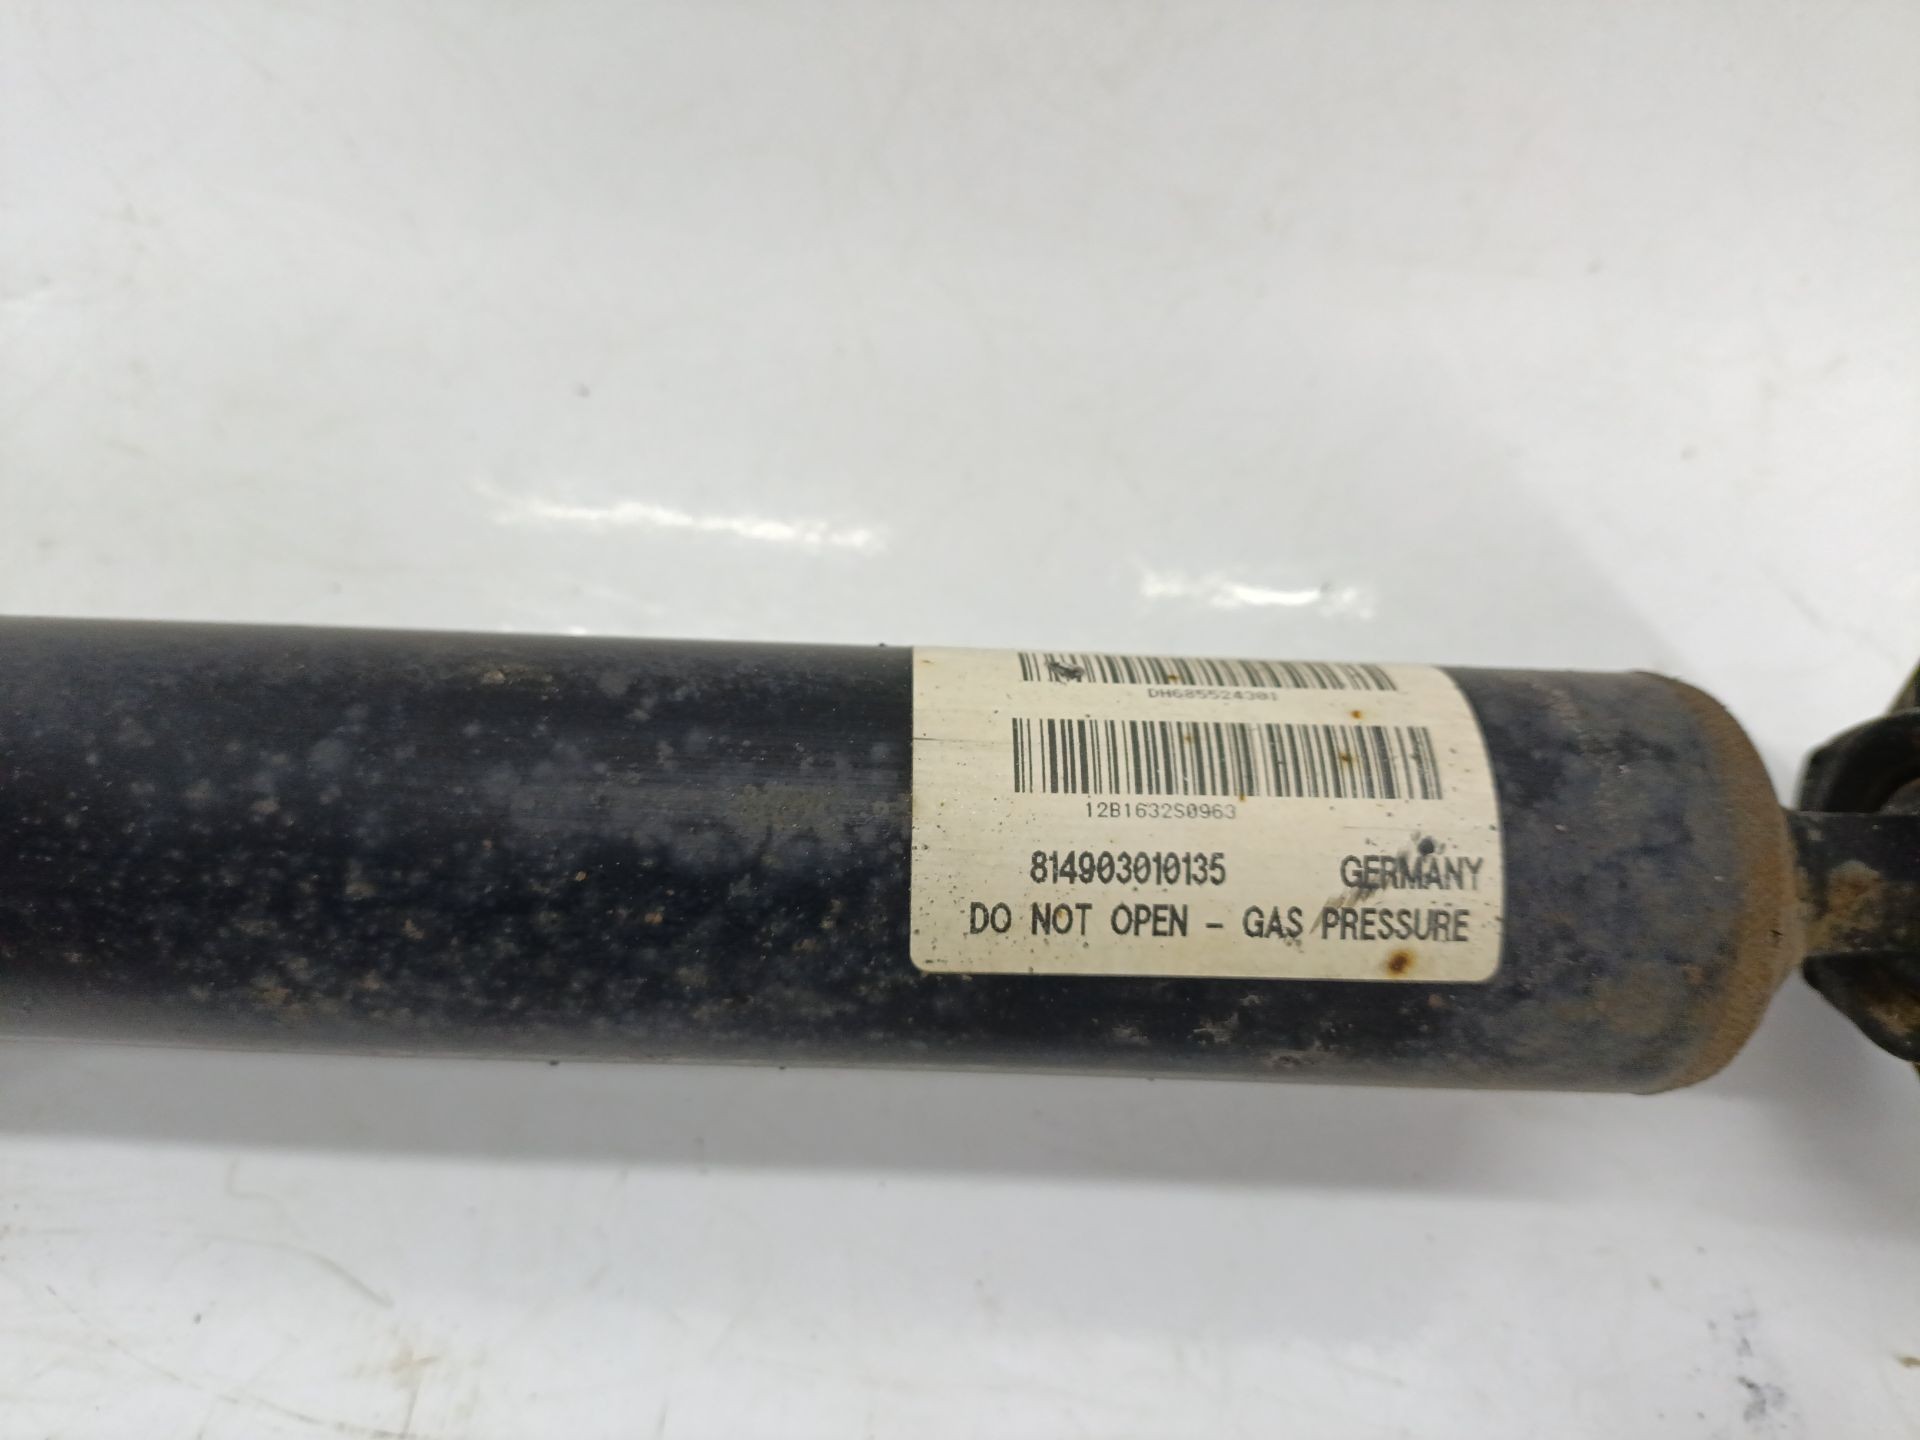 DH685524301
12B1632S0963
814903010135 GERMANY
DO NOT OPEN - GAS PRESSURE